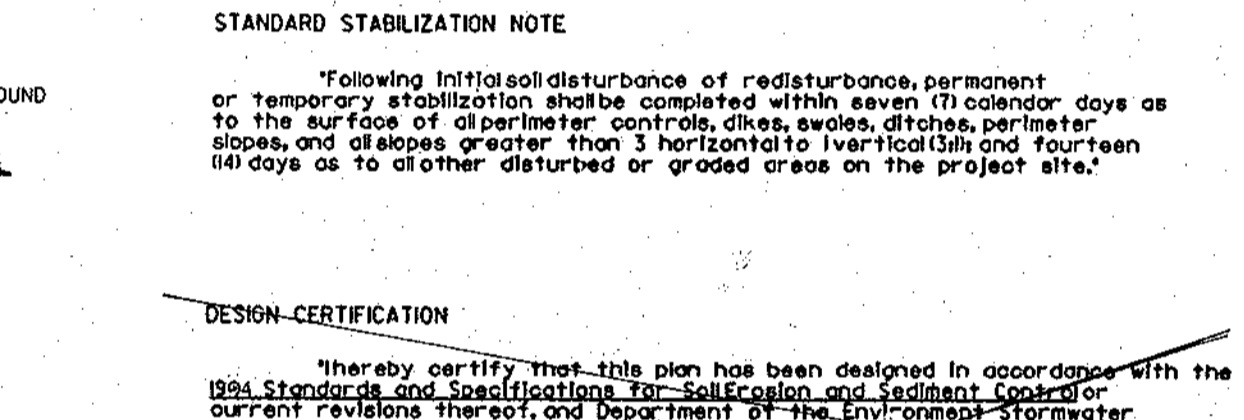 STANDARD STABILIZATION NOTE
"Following initial soil disturbance of redisturbance, permanent
OUND
or temporary stabilization shall be completed within seven (7) calendar days as
to the surface of all perimeter controls, dikes, swales, ditches, perimeter
slopes, and all slopes greater than 3 horizontal to 1 vertical (3:1); and fourteen
(14) days as to all other disturbed or graded areas on the project site."
DESIGN CERTIFICATION
"I hereby certify that this plan has been designed in accordance with the
1994 Standards and Specifications for Soil Erosion and Sediment Control or
current revisions thereof, and Department of the Environment Stormwater